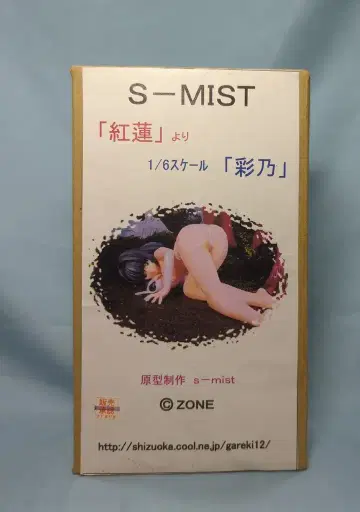 S－MIST
「紅蓮」より
1/6スケール 「彩乃」
原型制作 s－mist
© ZONE
http://shizuoka.cool.ne.jp/gareki12/